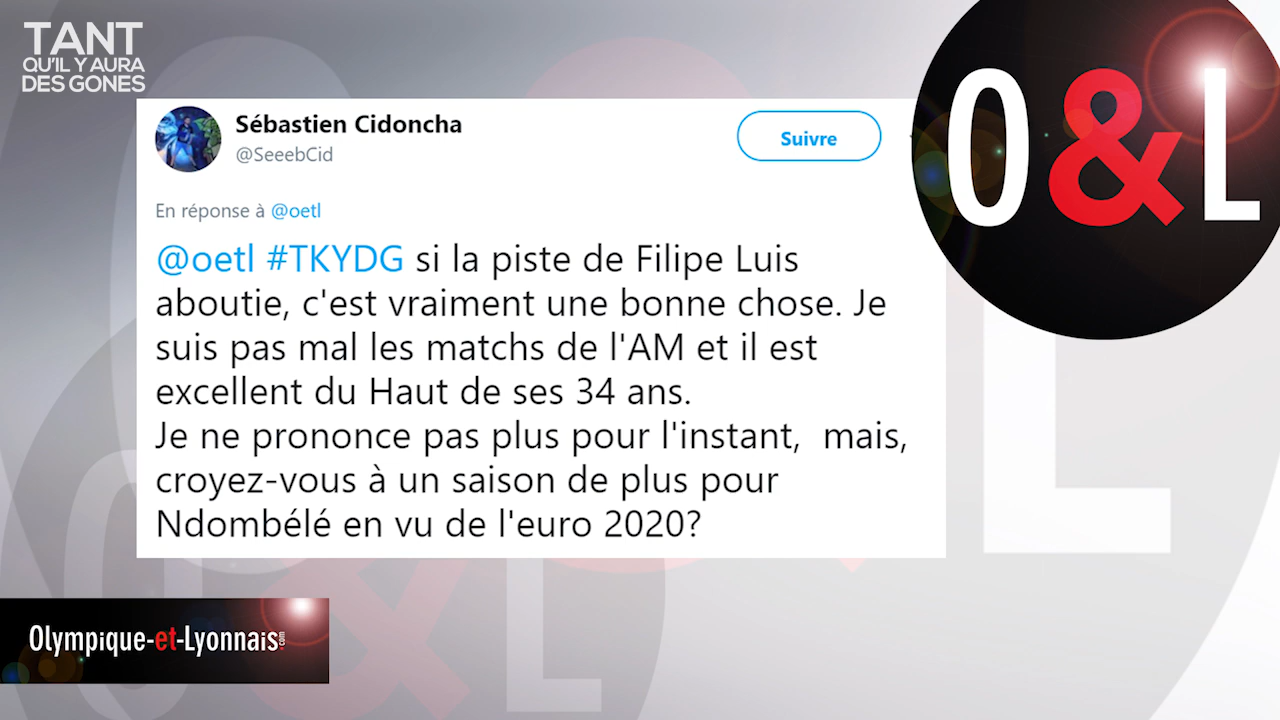 TANT
QU'IL Y AURA
DES GONES
O&L
Sébastien Cidoncha
@SeeebCid
Suivre
En réponse à @oetl
@oetl #TKYDG si la piste de Filipe Luis
aboutie, c'est vraiment une bonne chose. Je
suis pas mal les matchs de l'AM et il est
excellent du Haut de ses 34 ans.
Je ne prononce pas plus pour l'instant,  mais,
croyez-vous à un saison de plus pour
Ndombélé en vu de l'euro 2020?
Olympique-et-Lyonnais.com